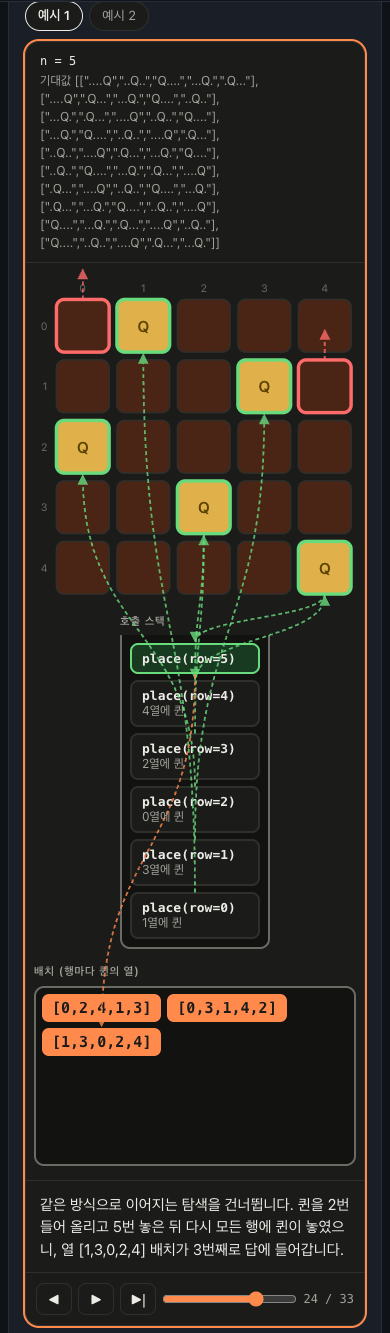 예시 1 예시 2
n = 5
기대값 [["....Q","..Q..","Q....","...Q.",".Q..."],
["....Q",".Q...","...Q.","Q....","..Q.."],
["...Q.",".Q...","....Q","..Q..","Q...."],
["...Q.","Q....","..Q..","....Q",".Q..."],
["..Q..","....Q",".Q...","...Q.","Q...."],
["..Q..","Q....","...Q.",".Q...","....Q"],
[".Q...","....Q","..Q..","Q....","...Q."],
[".Q...","...Q.","Q....","..Q..","....Q"],
["Q....","...Q.",".Q...","....Q","..Q.."],
["Q....","..Q..","....Q",".Q...","...Q."]]
0 1 2 3 4
0 Q
1 Q
2 Q
3 Q
4 Q
호출 스택
place(row=5)
place(row=4)
4열에 퀸
place(row=3)
2열에 퀸
place(row=2)
0열에 퀸
place(row=1)
3열에 퀸
place(row=0)
1열에 퀸
배치 (행마다 퀸의 열)
[0,2,4,1,3] [0,3,1,4,2]
[1,3,0,2,4]
같은 방식으로 이어지는 탐색을 건너뜁니다. 퀸을 2번
들어 올리고 5번 놓은 뒤 다시 모든 행에 퀸이 놓였으
니, 열 [1,3,0,2,4] 배치가 3번째로 답에 들어갑니다.
24 / 33